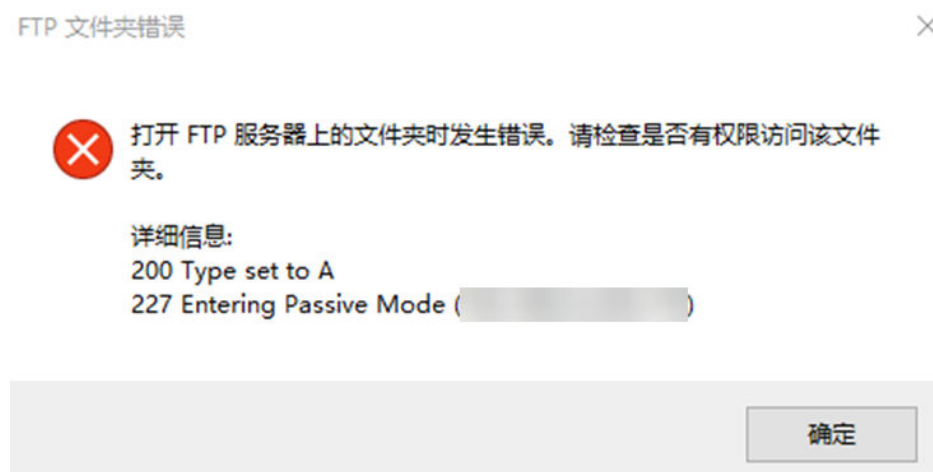 FTP 文件夹错误
打开 FTP 服务器上的文件夹时发生错误。请检查是否有权限访问该文件
夹。
详细信息:
200 Type set to A
227 Entering Passive Mode ( )
确定